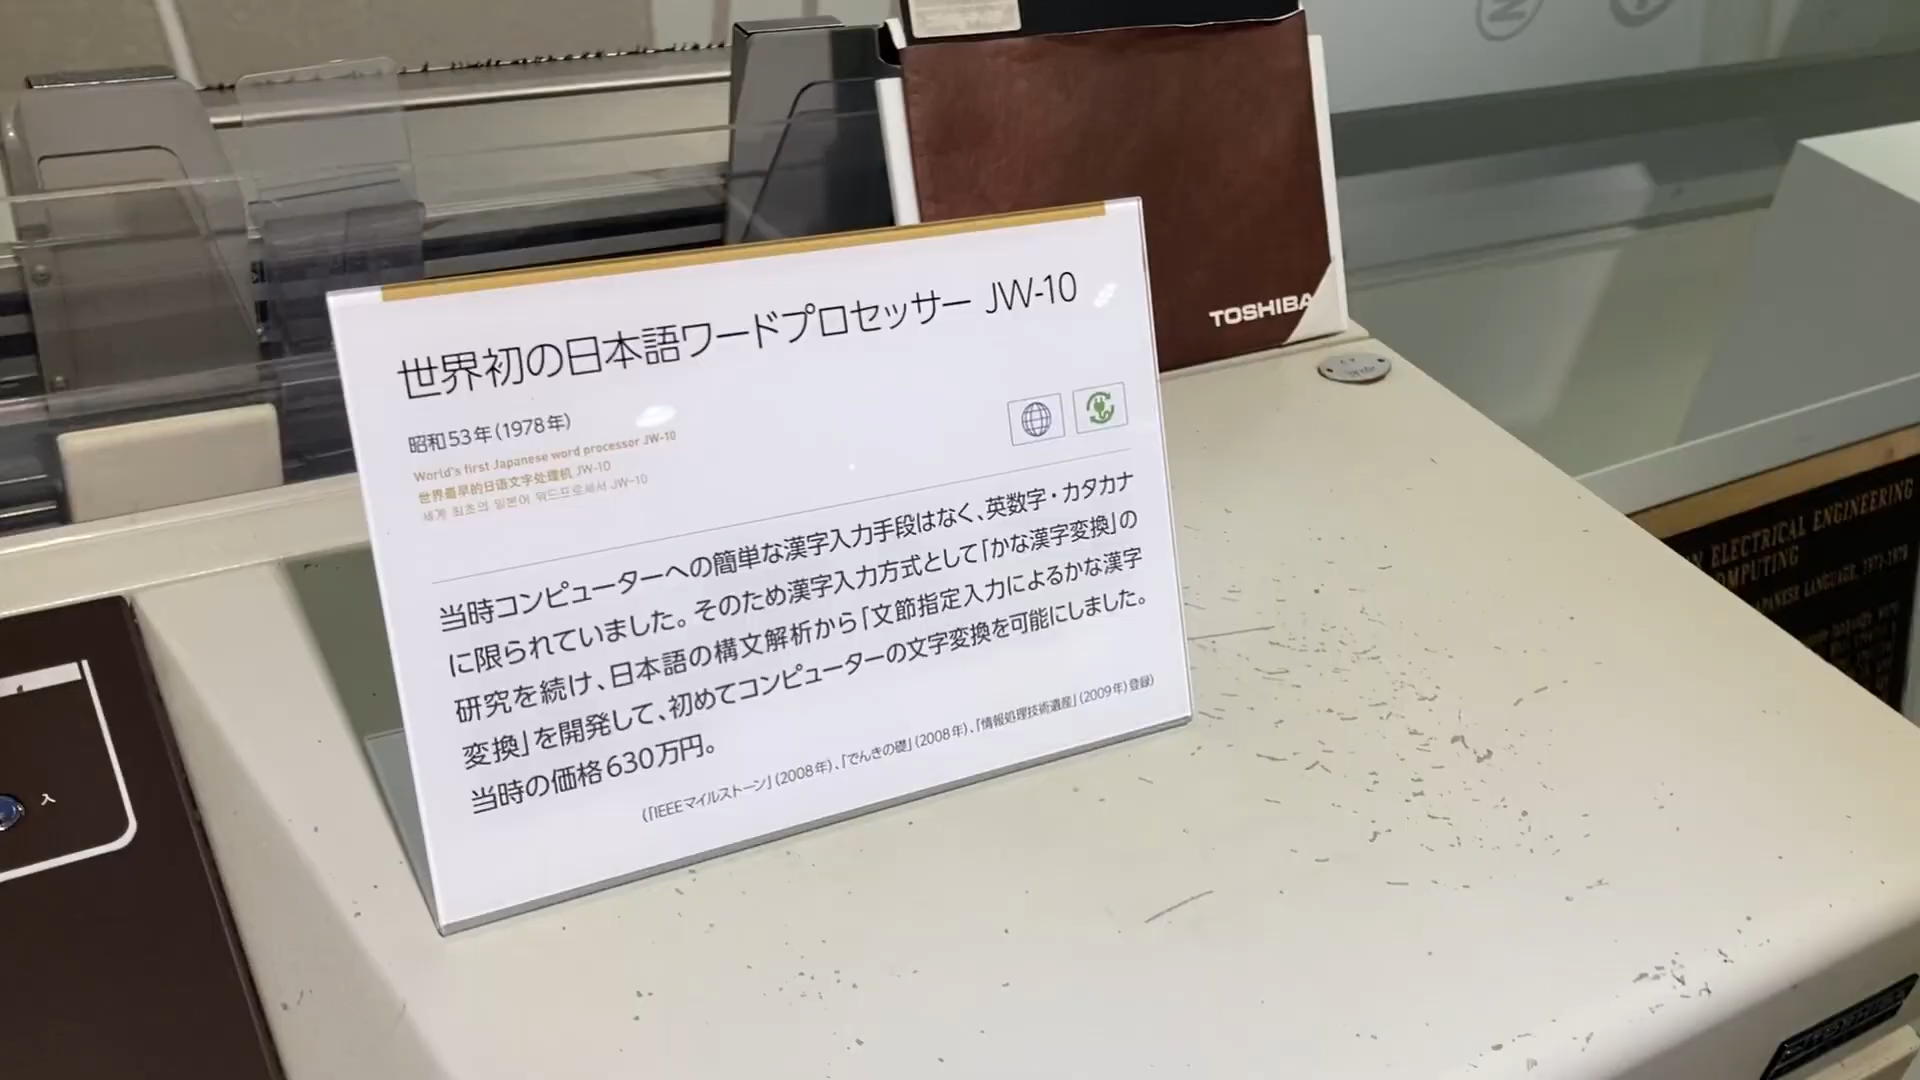 TOSHIBA
世界初の日本語ワードプロセッサー JW-10
昭和53年(1978年)
World's first Japanese word processor JW-10
世界最早的日语文字处理机 JW-10
세계 최초의 일본어 워드프로세서 JW-10
当時コンピューターへの簡単な漢字入力手段はなく、英数字・カタカナ
に限られていました。そのため漢字入力方式として「かな漢字変換」の
研究を続け、日本語の構文解析から「文節指定入力によるかな漢字
変換」を開発して、初めてコンピューターの文字変換を可能にしました。
当時の価格630万円。
(「IEEEマイルストーン」(2008年)、「でんきの礎」(2008年)、「情報処理技術遺産」(2009年)登録)
入
ELECTRICAL ENGINEERING
LANGUAGE, 1971-1978